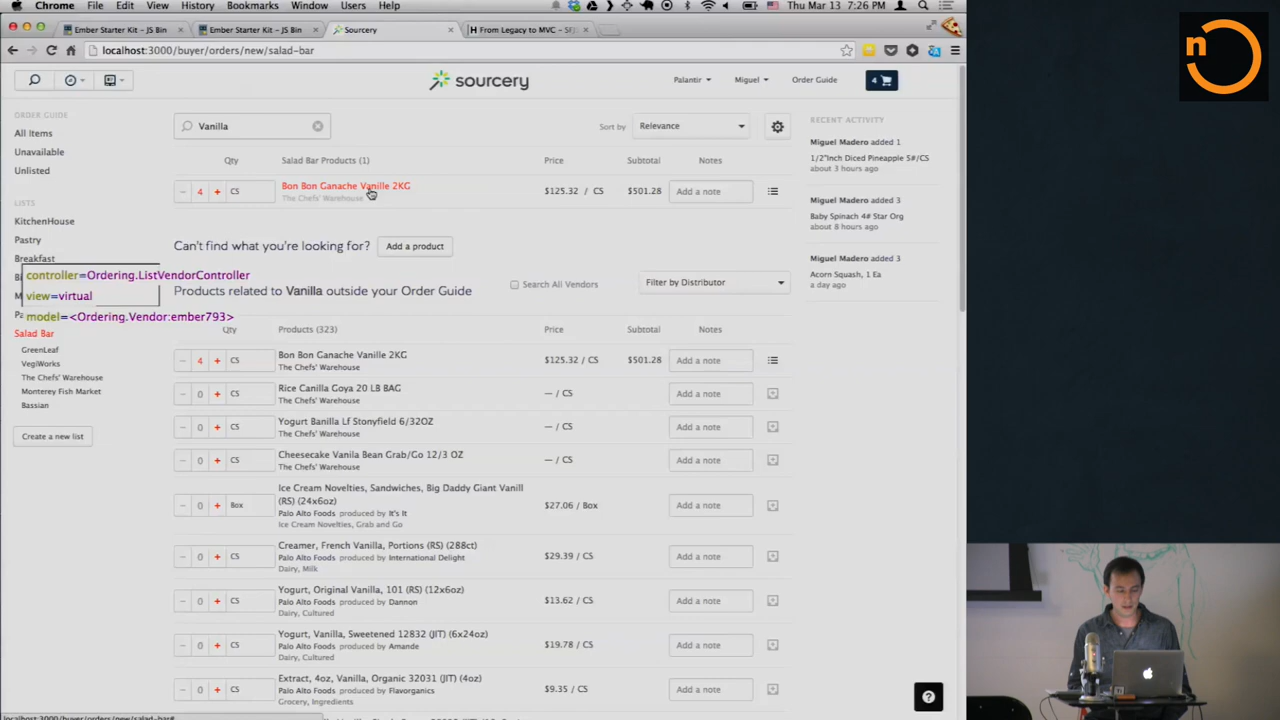 Chrome File Edit View History Bookmarks Window Users Help
Thu Mar 13 7:26 PM
Ember Starter Kit - JS Bin
Ember Starter Kit - JS Bin
Sourcery
From Legacy to MVC - SF JS
localhost:3000/buyer/orders/new/salad-bar
sourcery
Palantir
Miguel
Order Guide
4
ORDER GUIDE
All Items
Unavailable
Unlisted
LISTS
KitchenHouse
Pastry
Breakfast
Salad Bar
GreenLeaf
VegiWorks
The Chefs' Warehouse
Monterey Fish Market
Bassian
Create a new list
controller=Ordering.ListVendorController
view=virtual
model=<Ordering.Vendor:ember793>
Vanilla
Sort by Relevance
Qty Salad Bar Products (1) Price Subtotal Notes
− 4 + CS Bon Bon Ganache Vanille 2KG $125.32 / CS $501.28 Add a note
The Chefs' Warehouse
Can't find what you're looking for? Add a product
Products related to Vanilla outside your Order Guide
Search All Vendors
Filter by Distributor
Qty Products (323) Price Subtotal Notes
− 4 + CS Bon Bon Ganache Vanille 2KG $125.32 / CS $501.28 Add a note
The Chefs' Warehouse
− 0 + CS Rice Canilla Goya 20 LB BAG — / CS Add a note
The Chefs' Warehouse
− 0 + CS Yogurt Banilla Lf Stonyfield 6/32OZ — / CS Add a note
The Chefs' Warehouse
− 0 + CS Cheesecake Vanila Bean Grab/Go 12/3 OZ — / CS Add a note
The Chefs' Warehouse
Ice Cream Novelties, Sandwiches, Big Daddy Giant Vanill
− 0 + Box (RS) (24x6oz) $27.06 / Box Add a note
Palo Alto Foods produced by It's It
Ice Cream Novelties, Grab and Go
Creamer, French Vanilla, Portions (RS) (288ct)
− 0 + CS Palo Alto Foods produced by International Delight $29.39 / CS Add a note
Dairy, Milk
Yogurt, Original Vanilla, 101 (RS) (12x6oz)
− 0 + CS Palo Alto Foods produced by Dannon $13.62 / CS Add a note
Dairy, Cultured
Yogurt, Vanilla, Sweetened 12832 (JIT) (6x24oz)
− 0 + CS Palo Alto Foods produced by Amande $19.78 / CS Add a note
Dairy, Cultured
Extract, 4oz, Vanilla, Organic 32031 (JIT) (4oz)
− 0 + CS Palo Alto Foods produced by Flavorganics $9.35 / CS Add a note
Grocery, Ingredients
RECENT ACTIVITY
Miguel Madero added 1
1/2"Inch Diced Pineapple 5#/CS
about 3 hours ago
Miguel Madero added 3
Baby Spinach 4# Star Org
about 8 hours ago
Miguel Madero added 3
Acorn Squash, 1 Ea
a day ago
?
localhost:3000/buyer/orders/new/salad-bar#
n